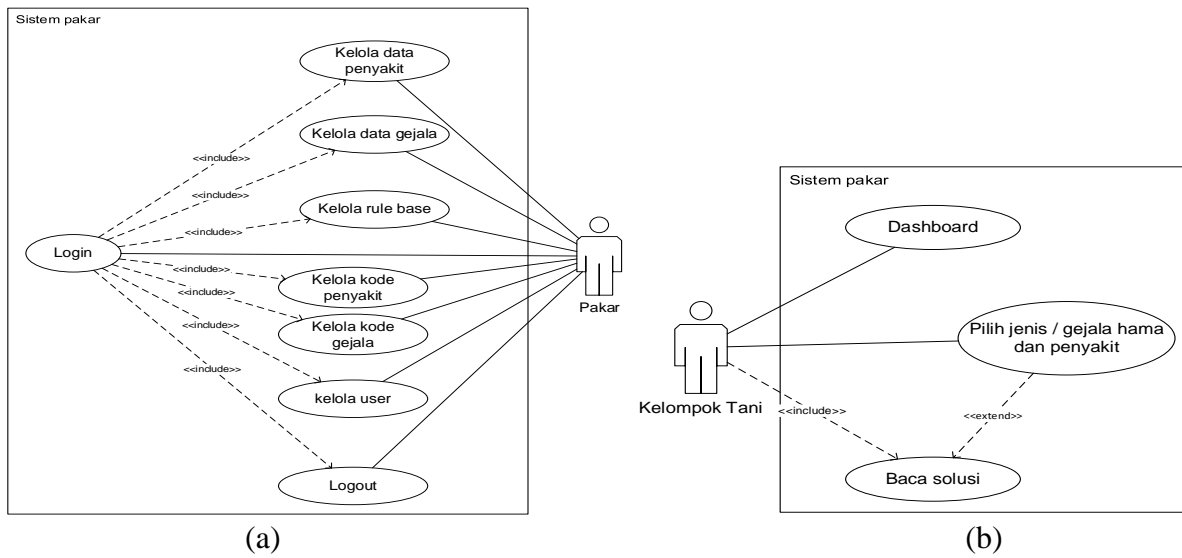 Sistem pakar
Kelola data
penyakit
Kelola data gejala
<<include>>
<<include>>
Kelola rule base
<<include>>
Login
<<include>>
Kelola kode
penyakit
<<include>>
Kelola kode
gejala
<<include>>
kelola user
<<include>>
Logout
Pakar
(a)
Sistem pakar
Dashboard
Pilih jenis / gejala hama
dan penyakit
Kelompok Tani
<<include>>
<<extend>>
Baca solusi
(b)